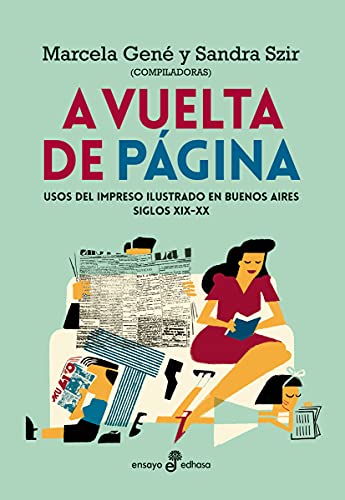 Marcela Gené y Sandra Szir
(COMPILADORAS)
A VUELTA
DE PÁGINA
USOS DEL IMPRESO ILUSTRADO EN BUENOS AIRES
SIGLOS XIX-XX
ensayo edhasa